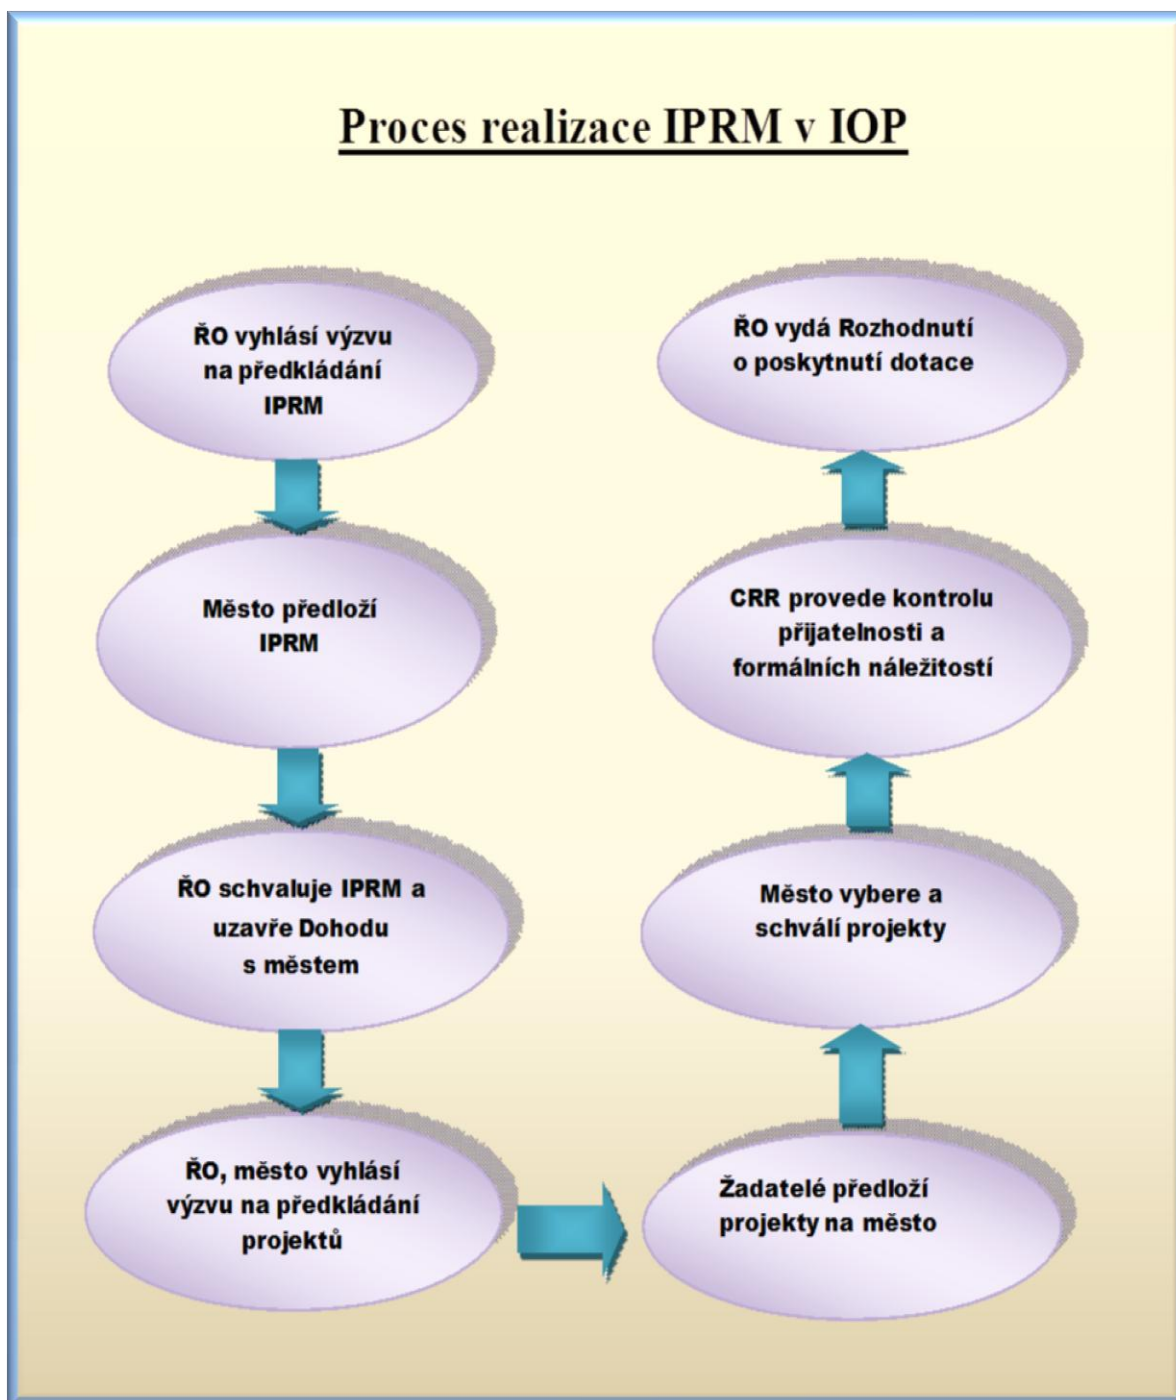 Proces realizace IPRM v IOP
ŘO vyhlásí výzvu
na předkládání
IPRM
Město předloží
IPRM
ŘO schvaluje IPRM a
uzavře Dohodu
s městem
ŘO, město vyhlásí
výzvu na předkládání
projektů
Žadatelé předloží
projekty na město
Město vybere a
schválí projekty
CRR provede kontrolu
přijatelnosti a
formálních náležitostí
ŘO vydá Rozhodnutí
o poskytnutí dotace